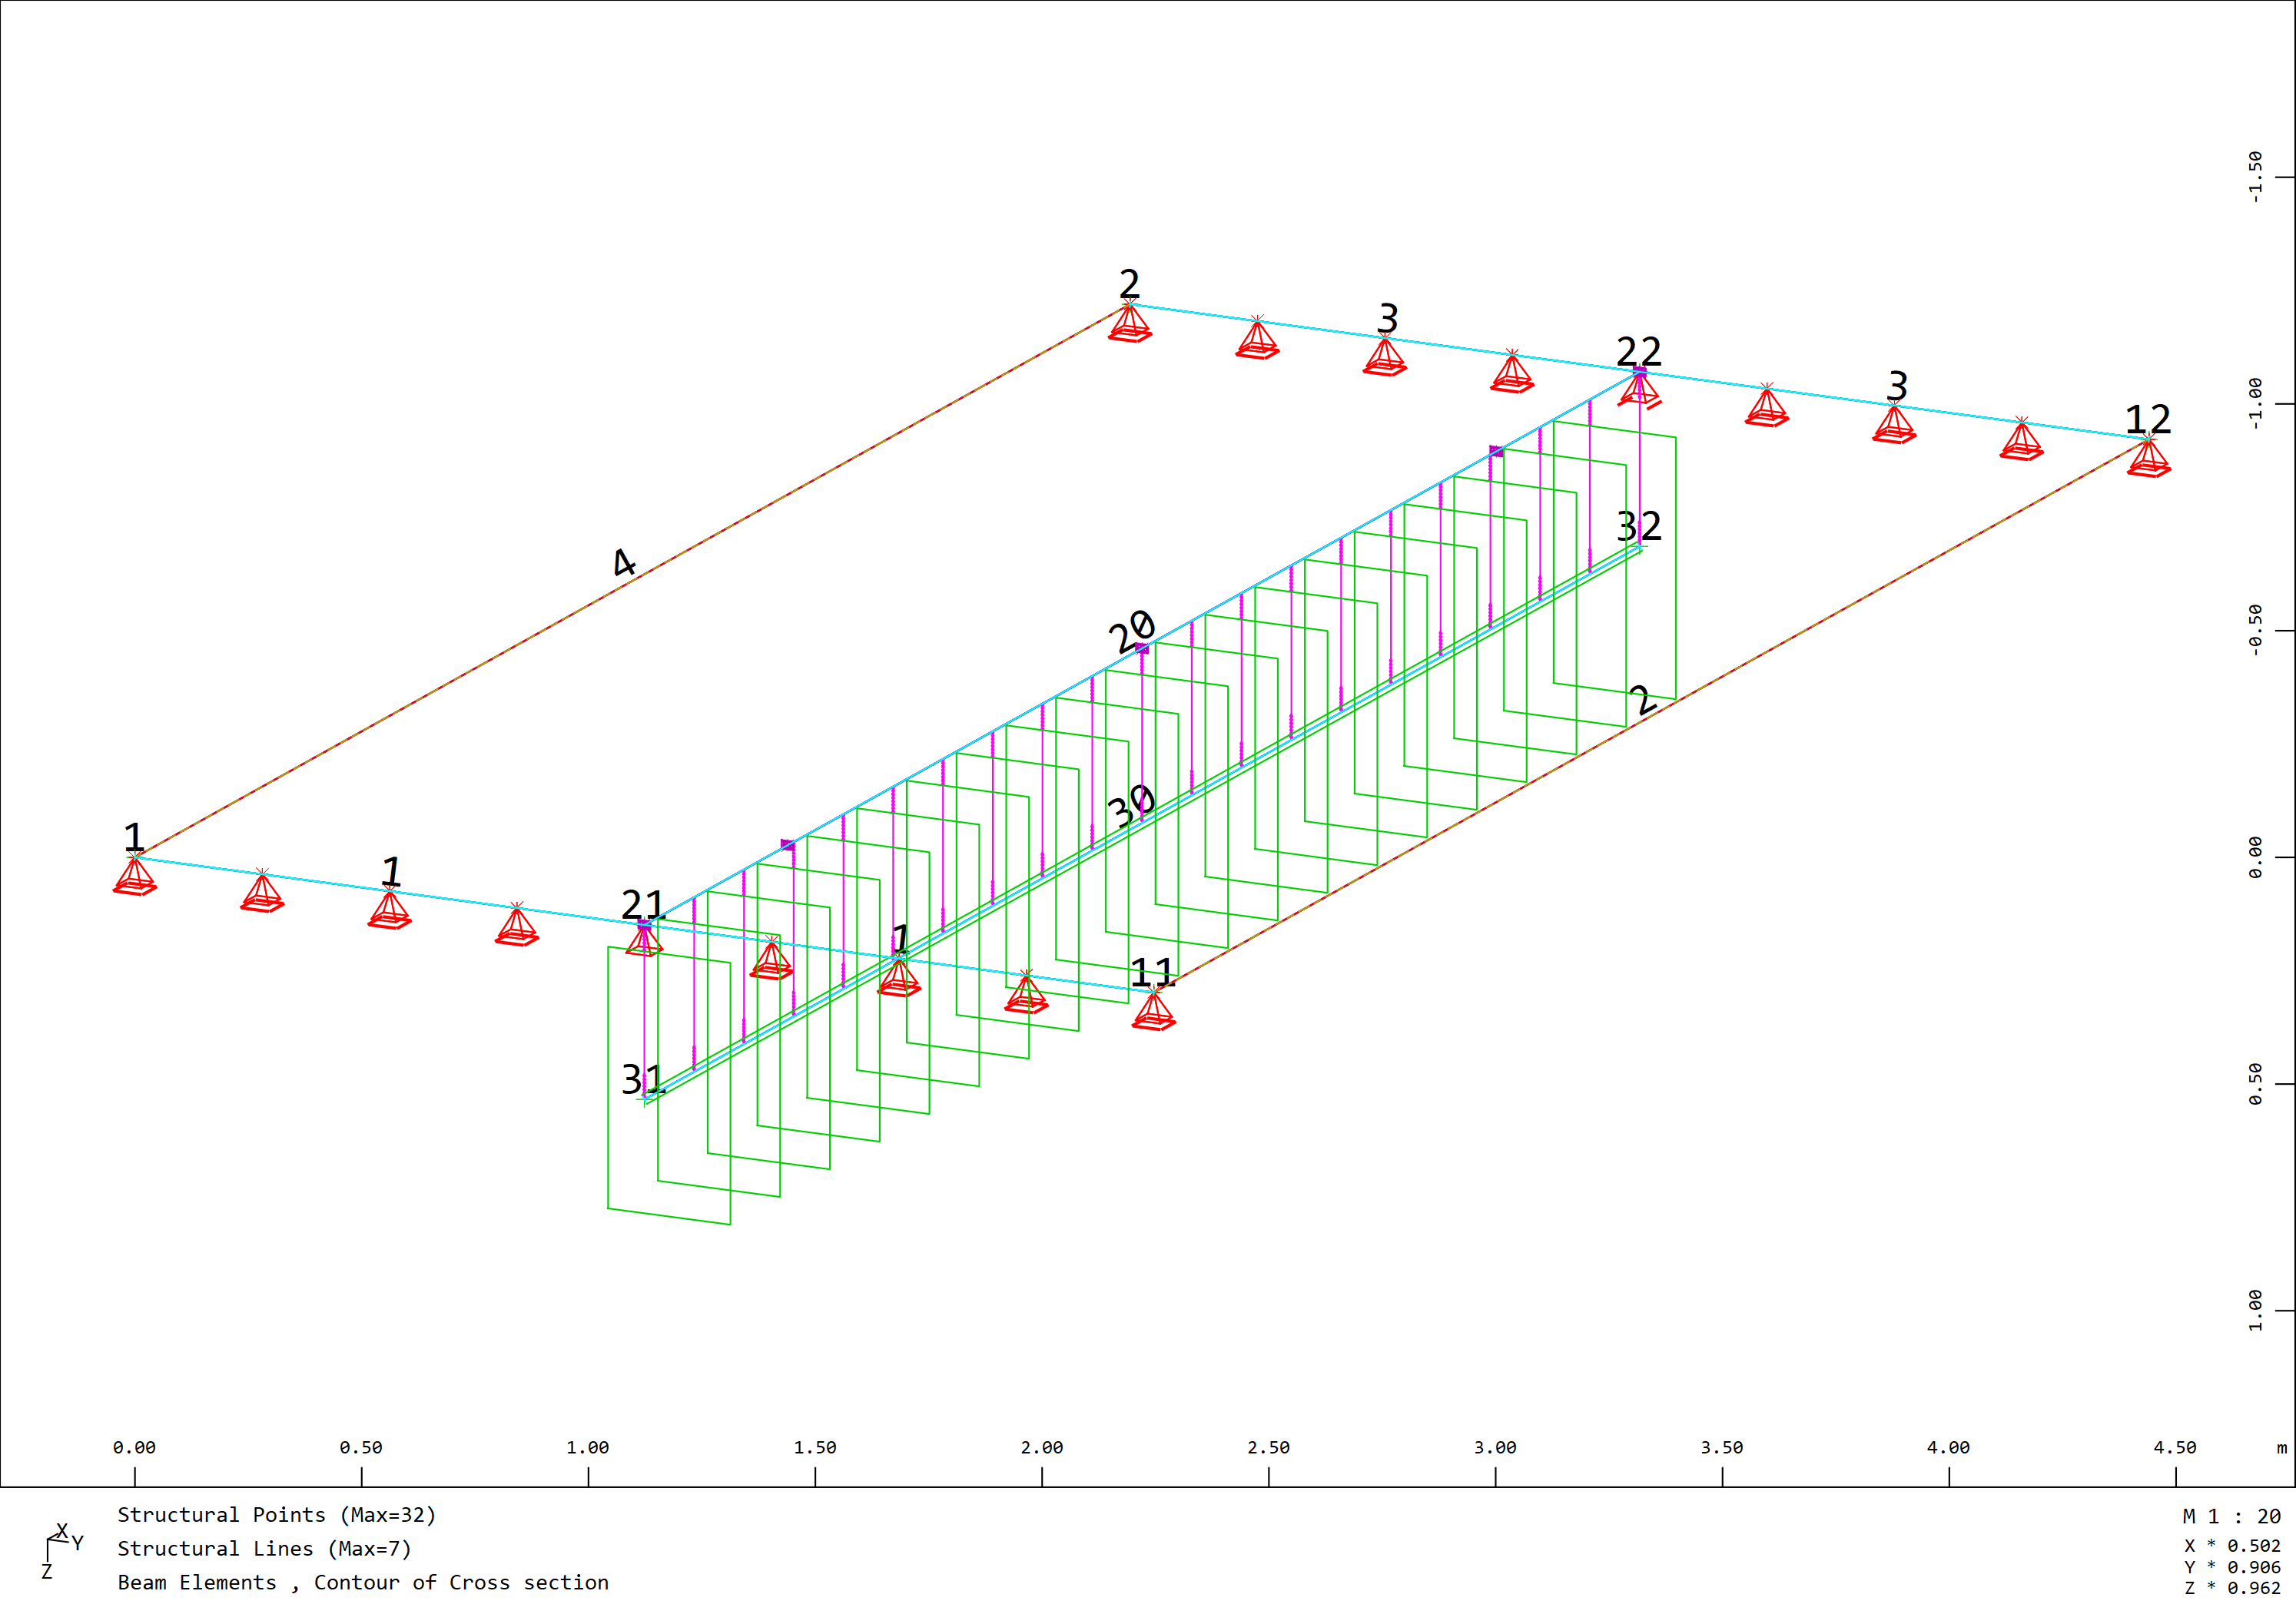 -1.50
2
3
22
3
12
-1.00
32
4
20
-0.50
2
30
1
1
21
1
11
0.00
31
0.50
1.00
0.00 0.50 1.00 1.50 2.00 2.50 3.00 3.50 4.00 4.50 m
Structural Points (Max=32)
M 1 : 20
X
Y
Z
Structural Lines (Max=7)
X * 0.502
Y * 0.906
Beam Elements , Contour of Cross section
Z * 0.962